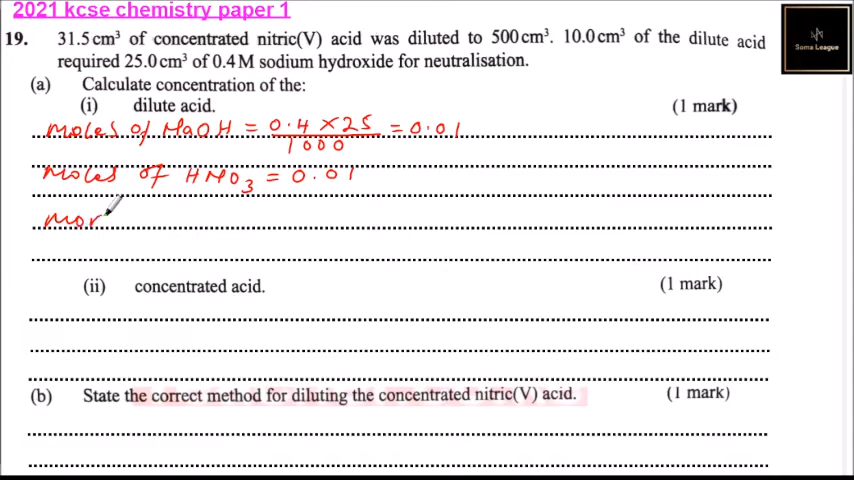 2021 kcse chemistry paper 1
19. 31.5 cm³ of concentrated nitric(V) acid was diluted to 500 cm³. 10.0 cm³ of the dilute acid
required 25.0 cm³ of 0.4 M sodium hydroxide for neutralisation.
Soma League
(a) Calculate concentration of the:
(i) dilute acid. (1 mark)
moles of NaOH = 0.4 × 25 = 0.01
1000
moles of HNO₃ = 0.01
mor
(ii) concentrated acid. (1 mark)
(b) State the correct method for diluting the concentrated nitric(V) acid. (1 mark)